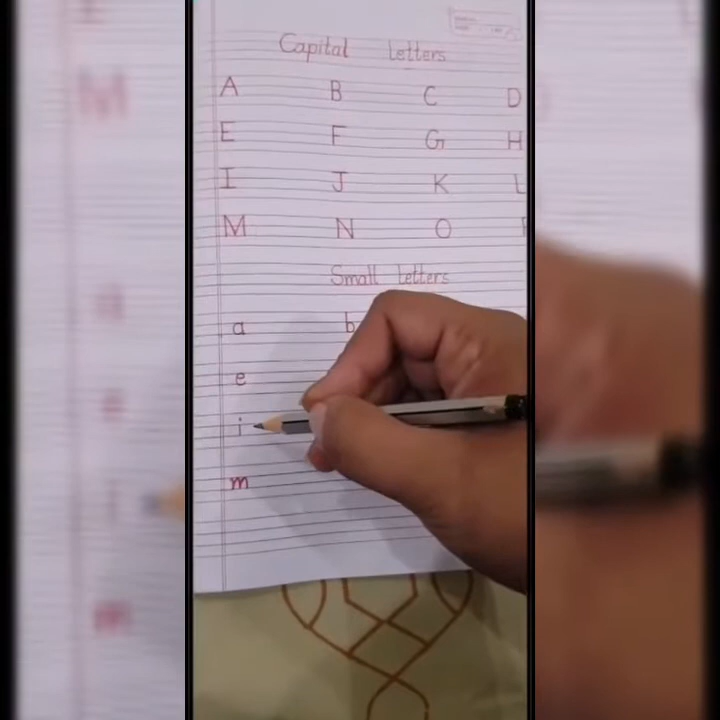 Capital Letters
A B C D
E F G H
I J K L
M N O
Small Letters
a b
e
i
m